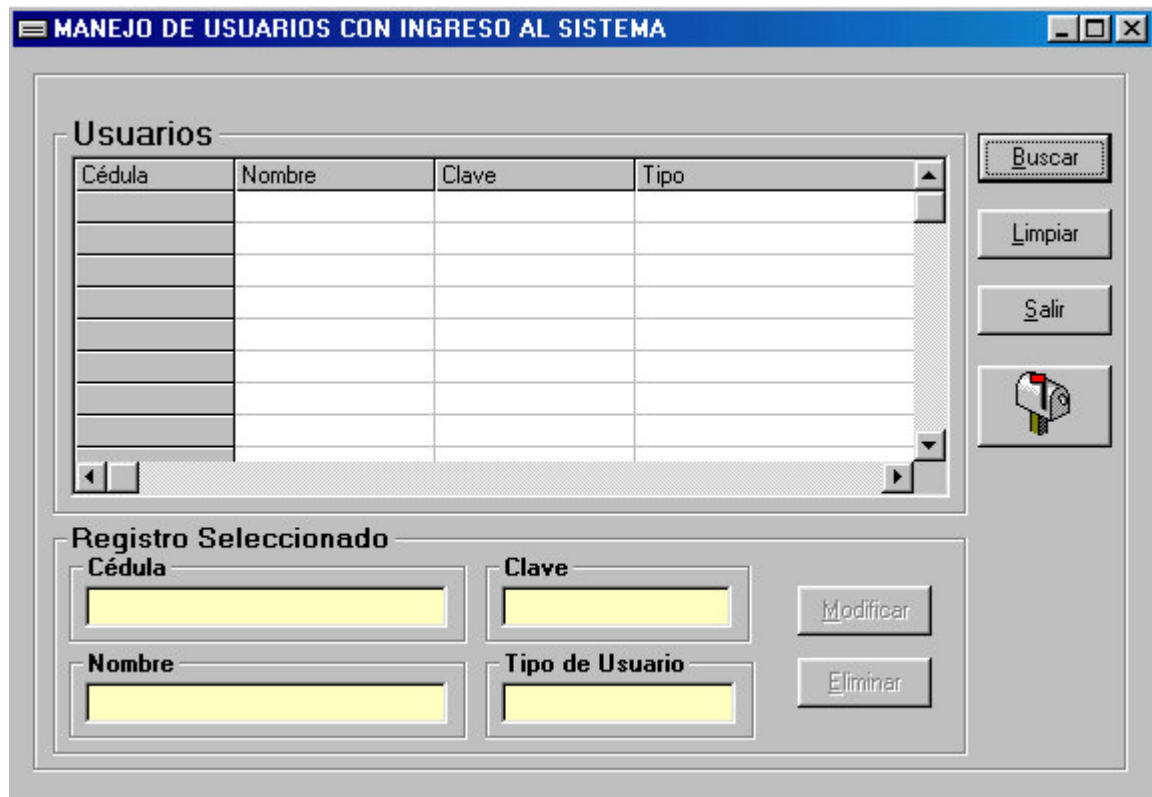 MANEJO DE USUARIOS CON INGRESO AL SISTEMA
Usuarios
Cédula Nombre Clave Tipo
Buscar
Limpiar
Salir
Registro Seleccionado
Cédula Clave
Modificar
Nombre Tipo de Usuario
Eliminar